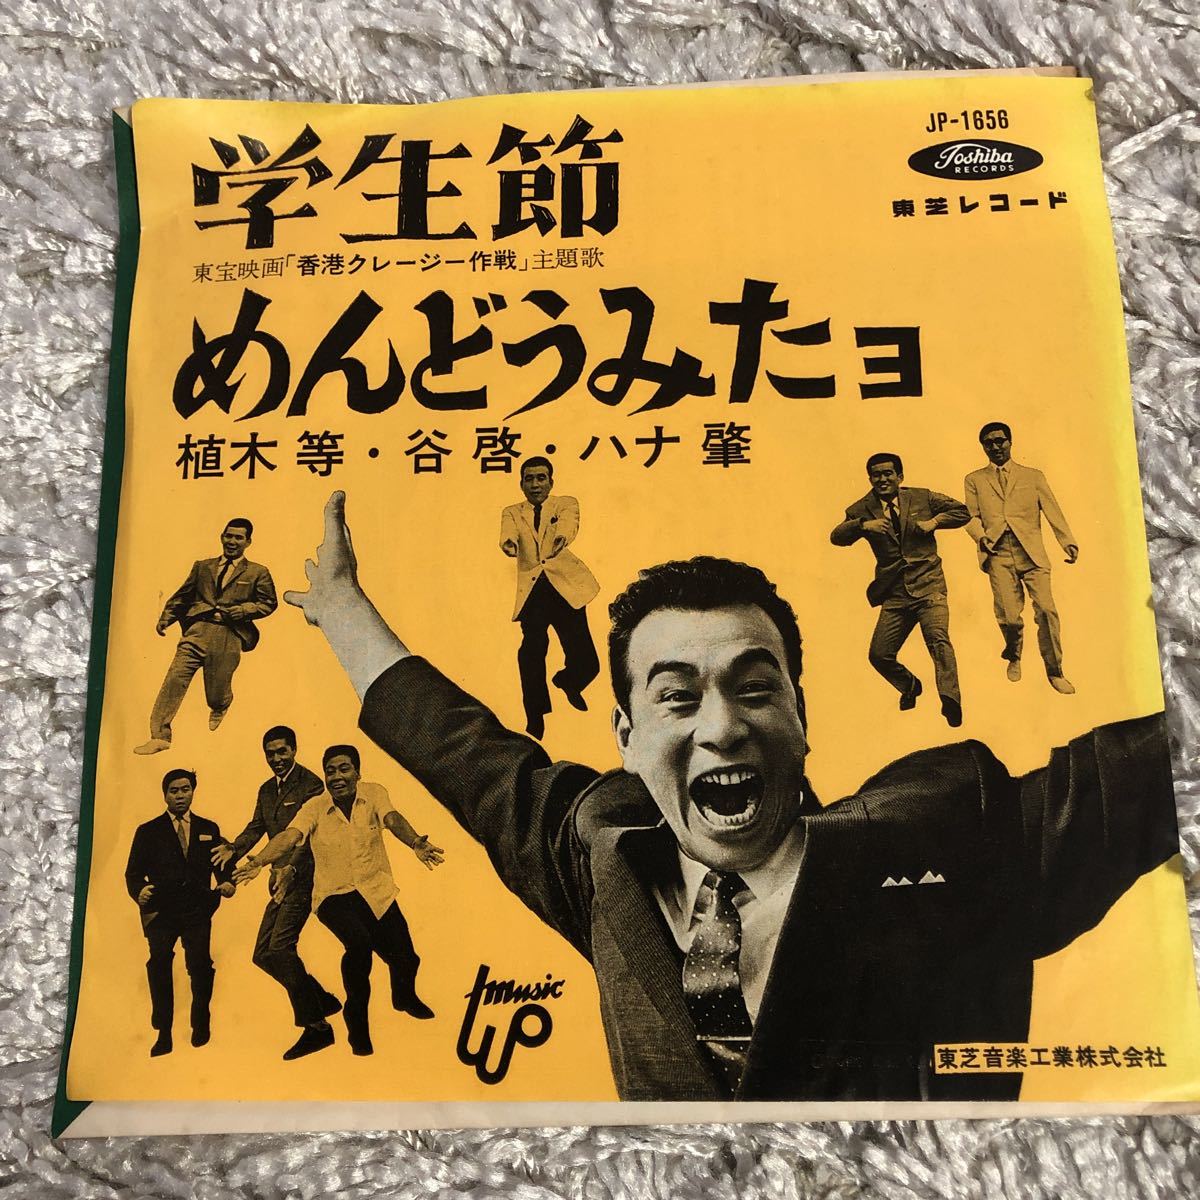 JP-1656
Toshiba
RECORDS
東芝レコード
学生節
東宝映画「香港クレージー作戦」主題歌
めんどうみたヨ
植木 等・谷 啓・ハナ 肇
music
up
東芝音楽工業株式会社